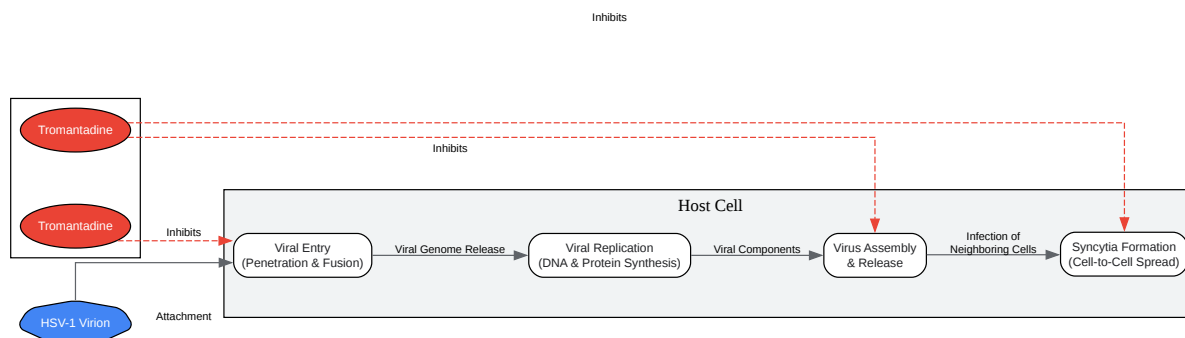 Inhibits
Tromantadine
Inhibits
Host Cell
Tromantadine
Inhibits
Viral Entry
(Penetration & Fusion)
Viral Genome Release
Viral Replication
(DNA & Protein Synthesis)
Viral Components
Virus Assembly
& Release
Infection of
Neighboring Cells
Syncytia Formation
(Cell-to-Cell Spread)
HSV-1 Virion
Attachment